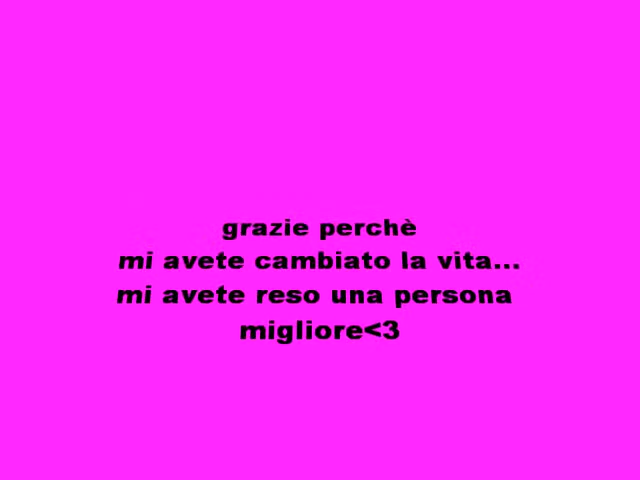 grazie perchè
mi avete cambiato la vita...
mi avete reso una persona
migliore<3